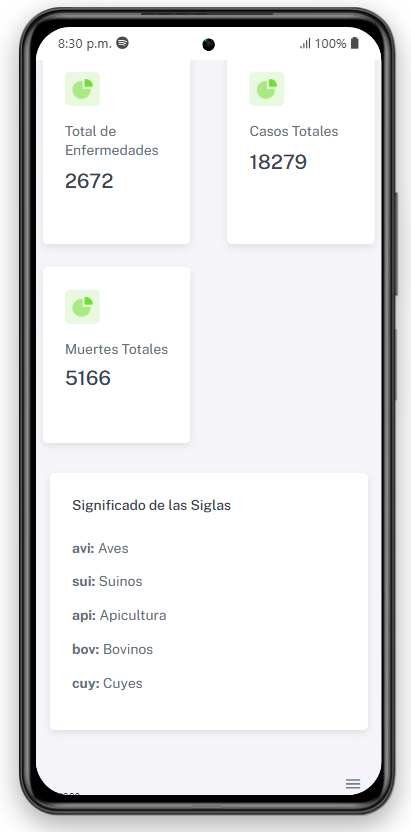 8:30 p.m. 100%
Total de
Enfermedades
2672
Casos Totales
18279
Muertes Totales
5166
Significado de las Siglas
avi: Aves
sui: Suinos
api: Apicultura
bov: Bovinos
cuy: Cuyes